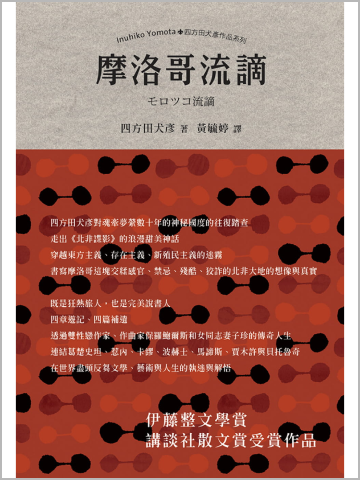 Inuhiko Yomota ✤ 四方田犬彥作品系列
摩洛哥流謫
モロッコ流謫
四方田犬彥 著 黃毓婷 譯
四方田犬彥對魂牽夢縈數十年的神秘國度的往復踏查
走出《北非諜影》的浪漫甜美神話
穿越東方主義、存在主義、新殖民主義的迷霧
書寫摩洛哥這塊交雜感官、禁忌、殘酷、狡詐的北非大地的想像與真實
既是狂熱旅人，也是完美說書人
四章遊記、四篇補遺
透過雙性戀作家、作曲家保羅鮑爾斯和女同志妻子珍的傳奇人生
連結葛楚史坦、惹內、卡繆、波赫士、馬諦斯、賈木許與貝托魯奇
在世界盡頭反芻文學、藝術與人生的執迷與解悟
伊藤整文學賞
講談社散文賞受賞作品